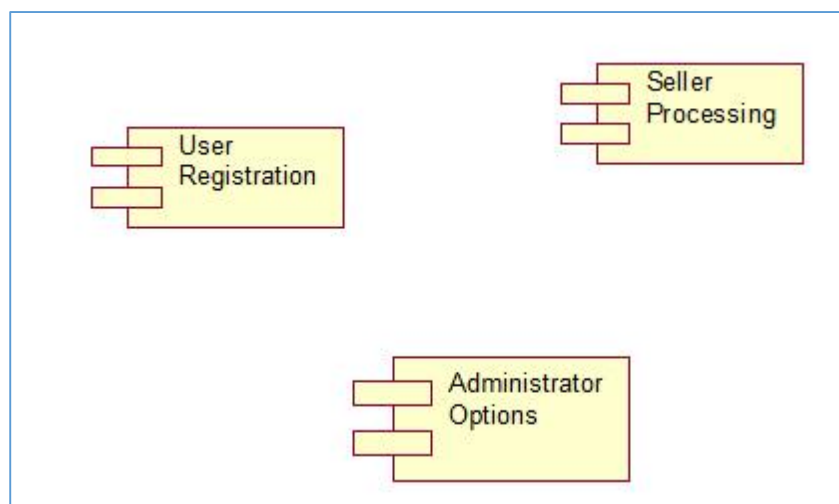 Seller
Processing
User
Registration
Administrator
Options